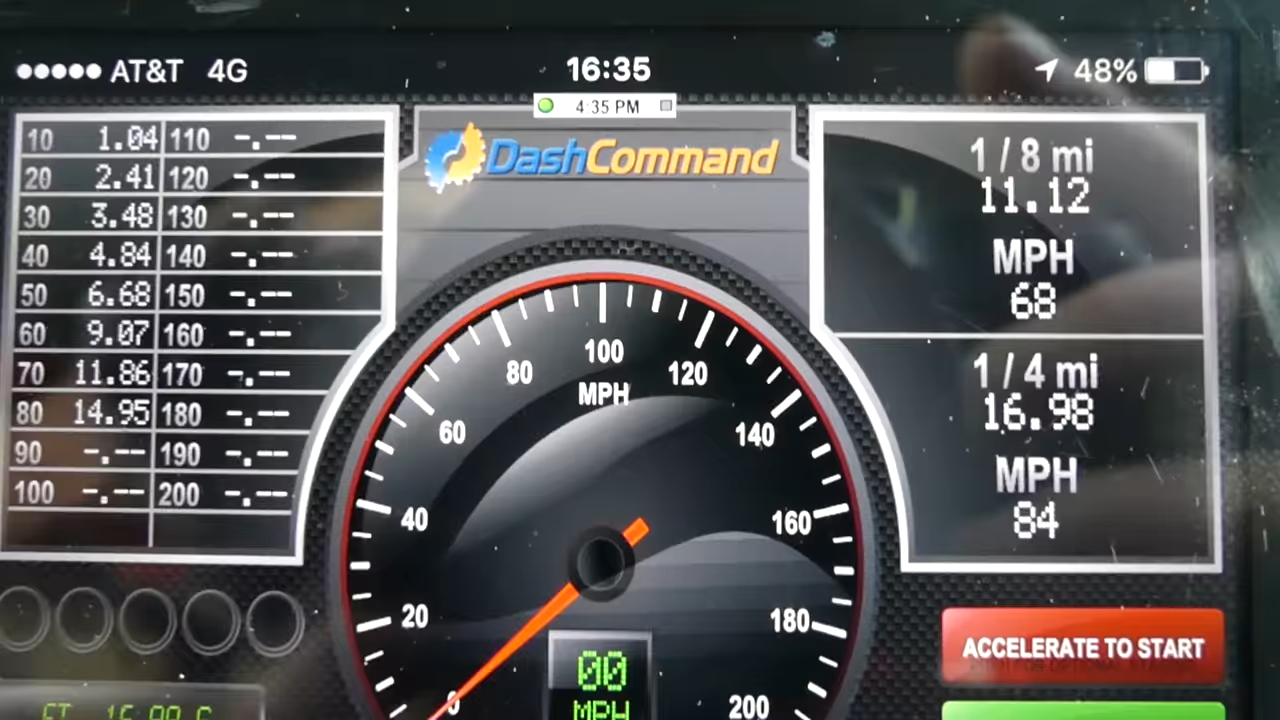 ●●●●● AT&T 4G
16:35
48%
4:35 PM
10 1.04 110 -.--
20 2.41 120 -.--
30 3.48 130 -.--
40 4.84 140 -.--
50 6.68 150 -.--
60 9.07 160 -.--
70 11.86 170 -.--
80 14.95 180 -.--
90 -.-- 190 -.--
100 -.-- 200 -.--
DashCommand
1/8 mi
11.12
MPH
68
1/4 mi
16.98
MPH
84
0
20
40
60
80
100
120
140
160
180
200
MPH
00
MPH
ACCELERATE TO START